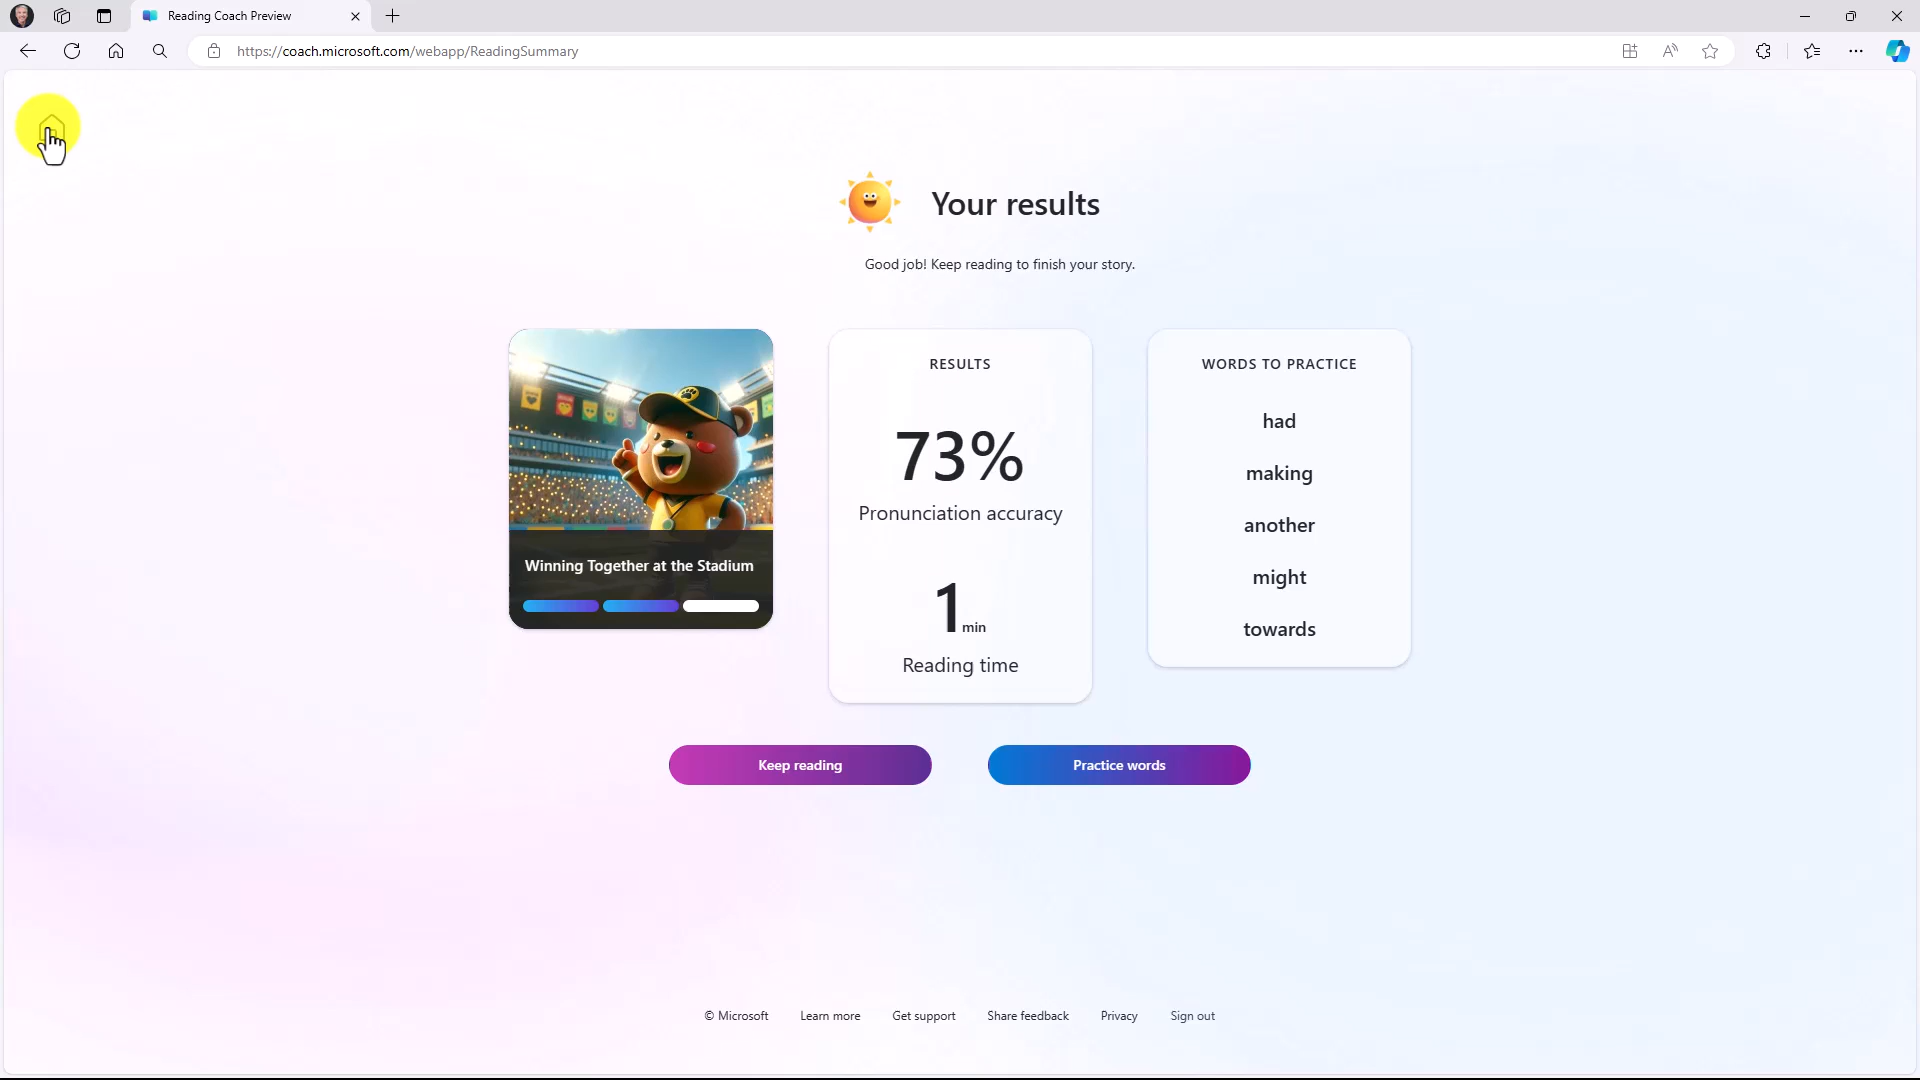 Reading Coach Preview
https://coach.microsoft.com/webapp/ReadingSummary
Your results
Good job! Keep reading to finish your story.
Winning Together at the Stadium
RESULTS
73%
Pronunciation accuracy
1 min
Reading time
WORDS TO PRACTICE
had
making
another
might
towards
Keep reading
Practice words
© Microsoft
Learn more
Get support
Share feedback
Privacy
Sign out